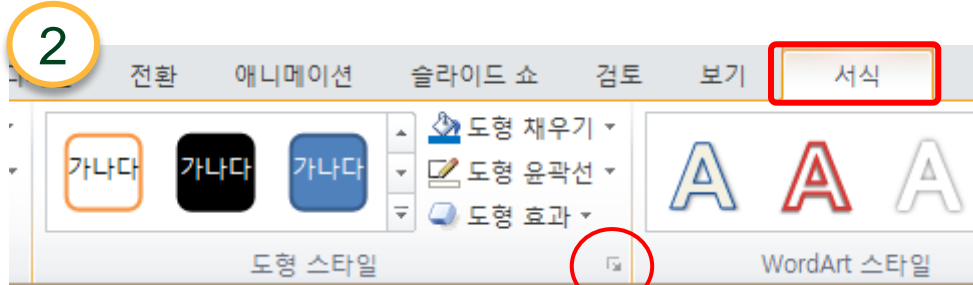 2
전환 애니메이션 슬라이드 쇼 검토 보기 서식
가나다 가나다 가나다 도형 채우기
도형 윤곽선
도형 효과
A A A
도형 스타일 WordArt 스타일